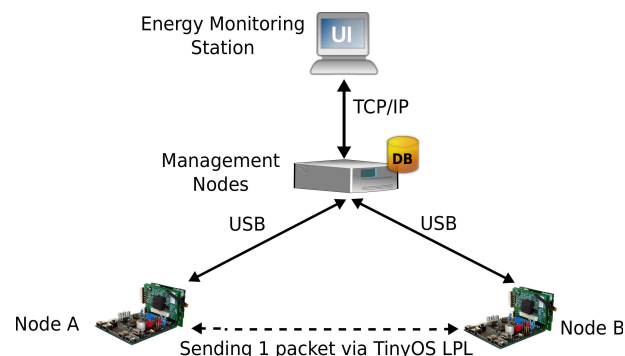 Energy Monitoring
Station
UI
TCP/IP
Management
Nodes
DB
USB
USB
Node A
Node B
Sending 1 packet via TinyOS LPL